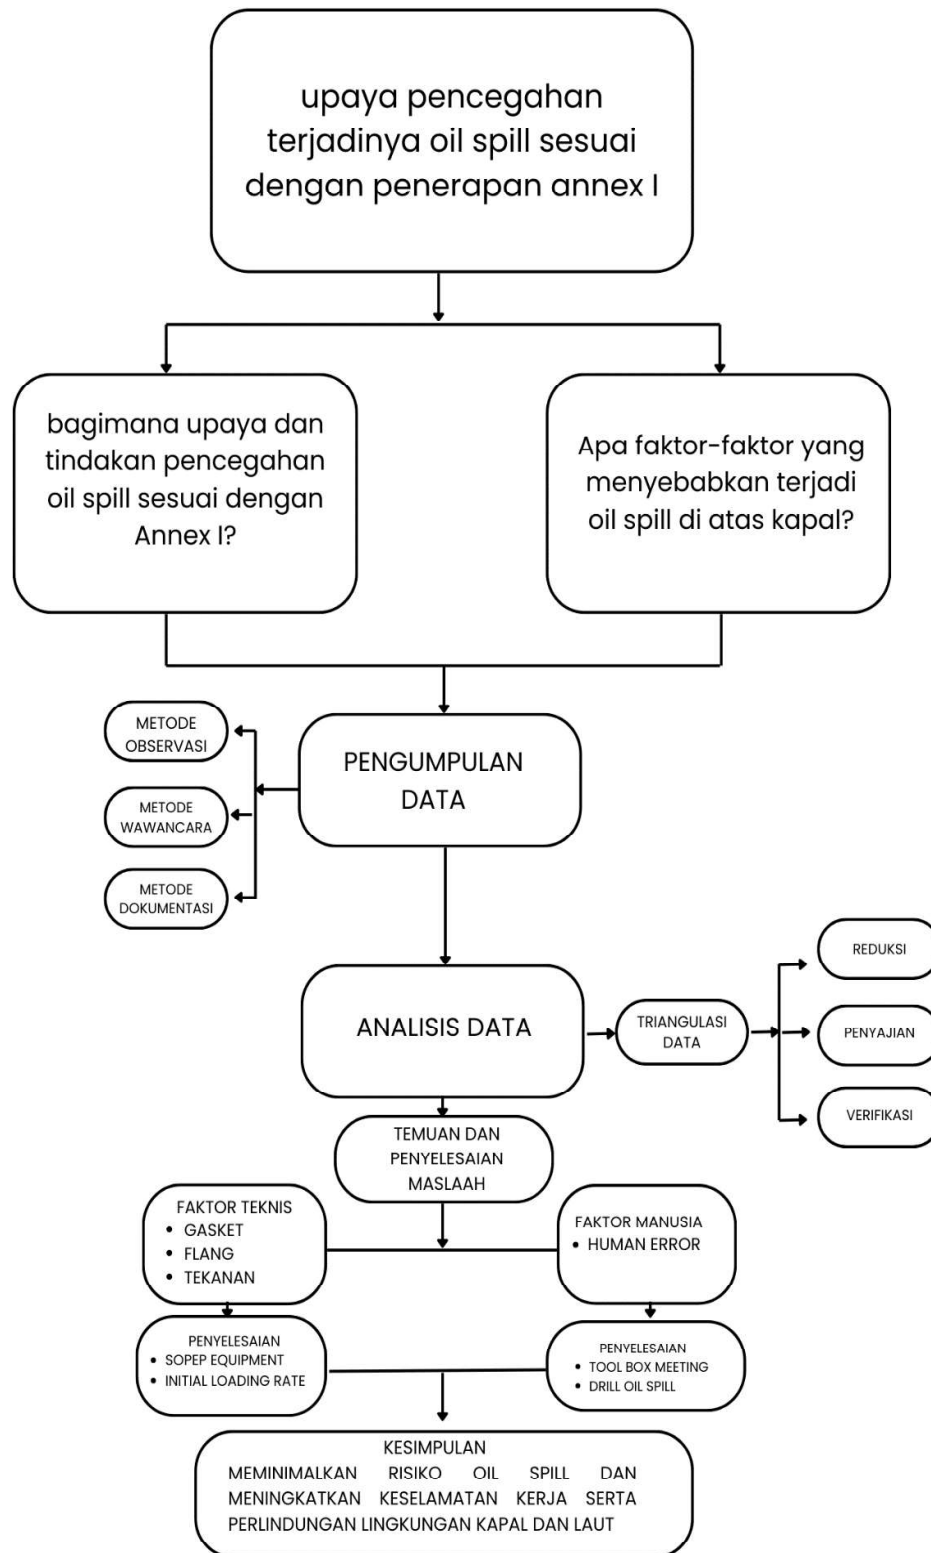 upaya pencegahan
terjadinya oil spill sesuai
dengan penerapan annex I
bagimana upaya dan
tindakan pencegahan
oil spill sesuai dengan
Annex I?
Apa faktor-faktor yang
menyebabkan terjadi
oil spill di atas kapal?
METODE
OBSERVASI
METODE
WAWANCARA
METODE
DOKUMENTASI
PENGUMPULAN
DATA
ANALISIS DATA
TRIANGULASI
DATA
REDUKSI
PENYAJIAN
VERIFIKASI
TEMUAN DAN
PENYELESAIAN
MASLAAH
FAKTOR TEKNIS
• GASKET
• FLANG
• TEKANAN
FAKTOR MANUSIA
• HUMAN ERROR
PENYELESAIAN
• SOPEP EQUIPMENT
• INITIAL LOADING RATE
PENYELESAIAN
• TOOL BOX MEETING
• DRILL OIL SPILL
KESIMPULAN
MEMINIMALKAN RISIKO OIL SPILL DAN
MENINGKATKAN KESELAMATAN KERJA SERTA
PERLINDUNGAN LINGKUNGAN KAPAL DAN LAUT